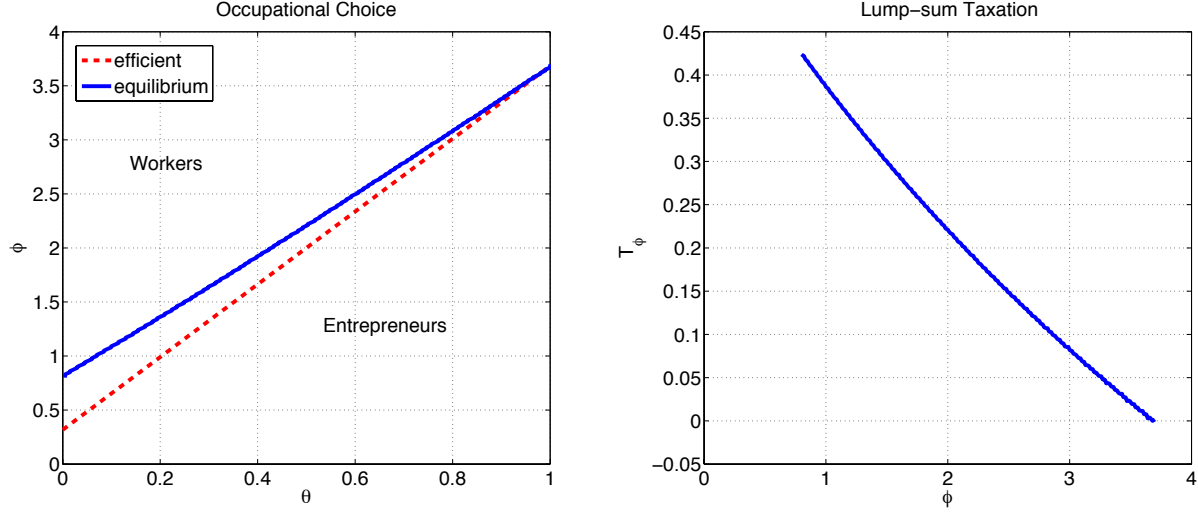 Occupational Choice
4
3.5
3
2.5
2
1.5
1
0.5
0
efficient
equilibrium
Workers
Entrepreneurs
ϕ
0 0.2 0.4 0.6 0.8 1
θ
Lump−sum Taxation
0.45
0.4
0.35
0.3
0.25
0.2
0.15
0.1
0.05
0
−0.05
T_ϕ
0 1 2 3 4
ϕ